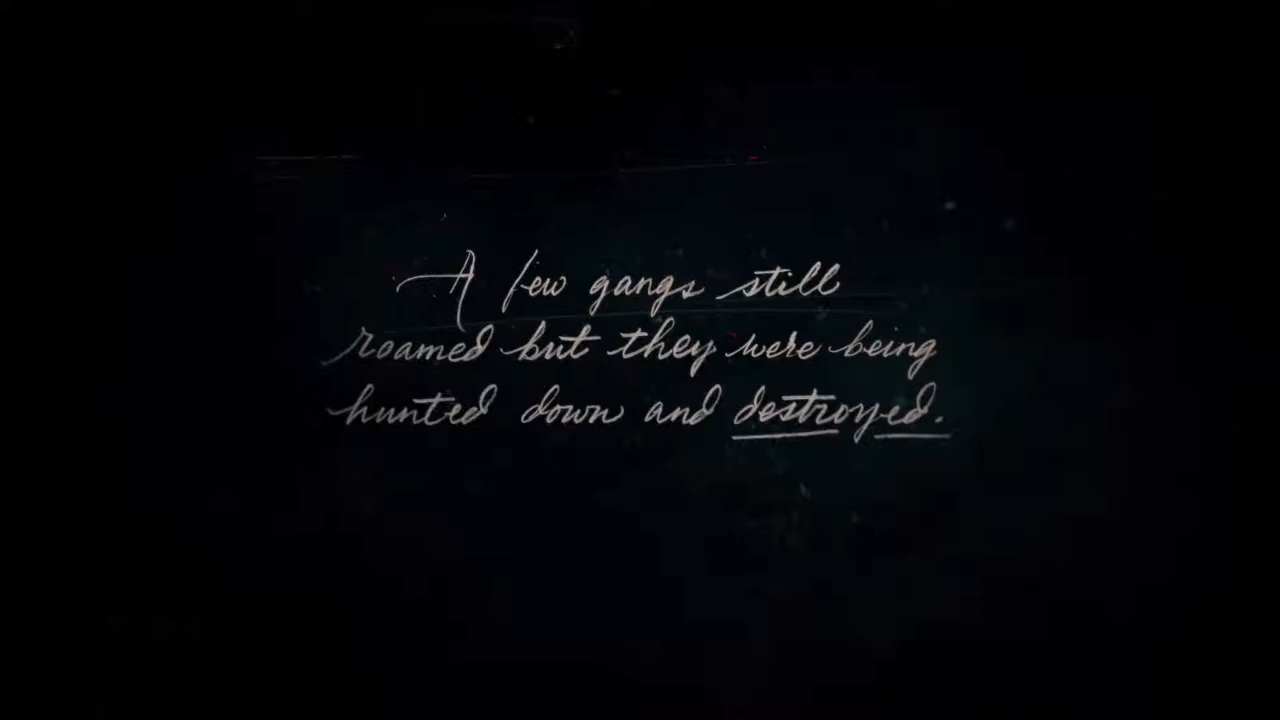 A few gangs still
roamed but they were being
hunted down and destroyed.